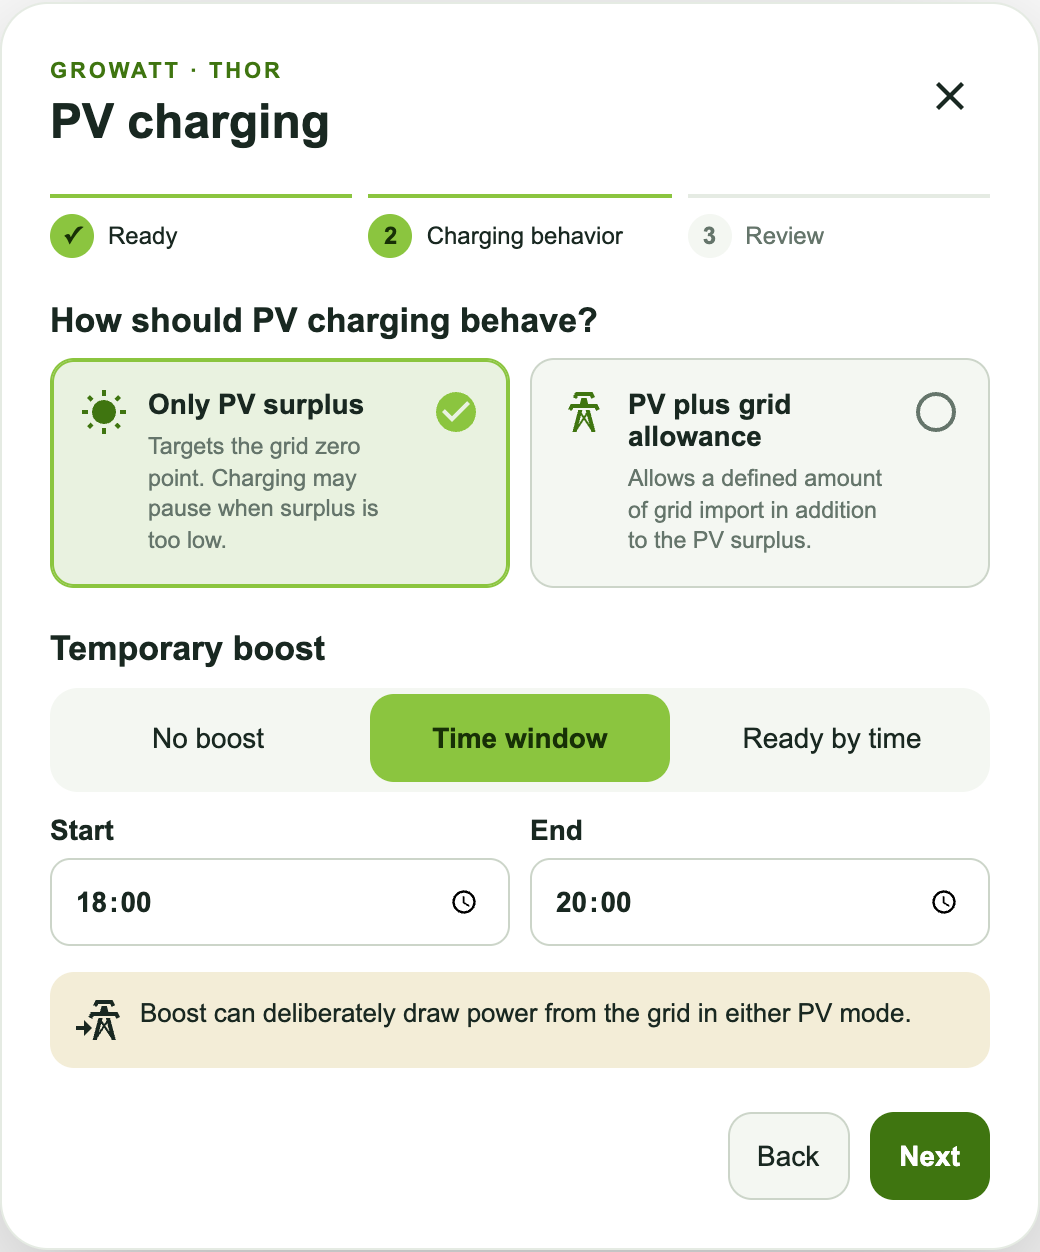 GROWATT · THOR
PV charging
Ready
2 Charging behavior
3 Review
How should PV charging behave?
Only PV surplus
Targets the grid zero
point. Charging may
pause when surplus is
too low.
PV plus grid
allowance
Allows a defined amount
of grid import in addition
to the PV surplus.
Temporary boost
No boost
Time window
Ready by time
Start
End
18:00
20:00
Boost can deliberately draw power from the grid in either PV mode.
Back
Next